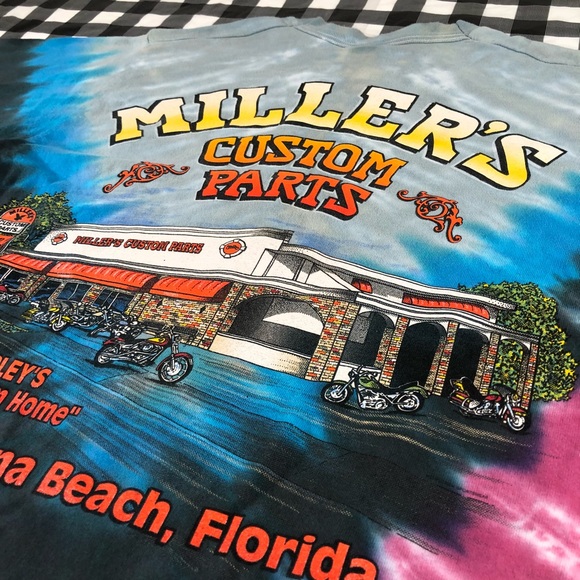 MILLER'S
CUSTOM
PARTS
MILLER'S CUSTOM PARTS
LEY'S
n Home"
na Beach, Florida